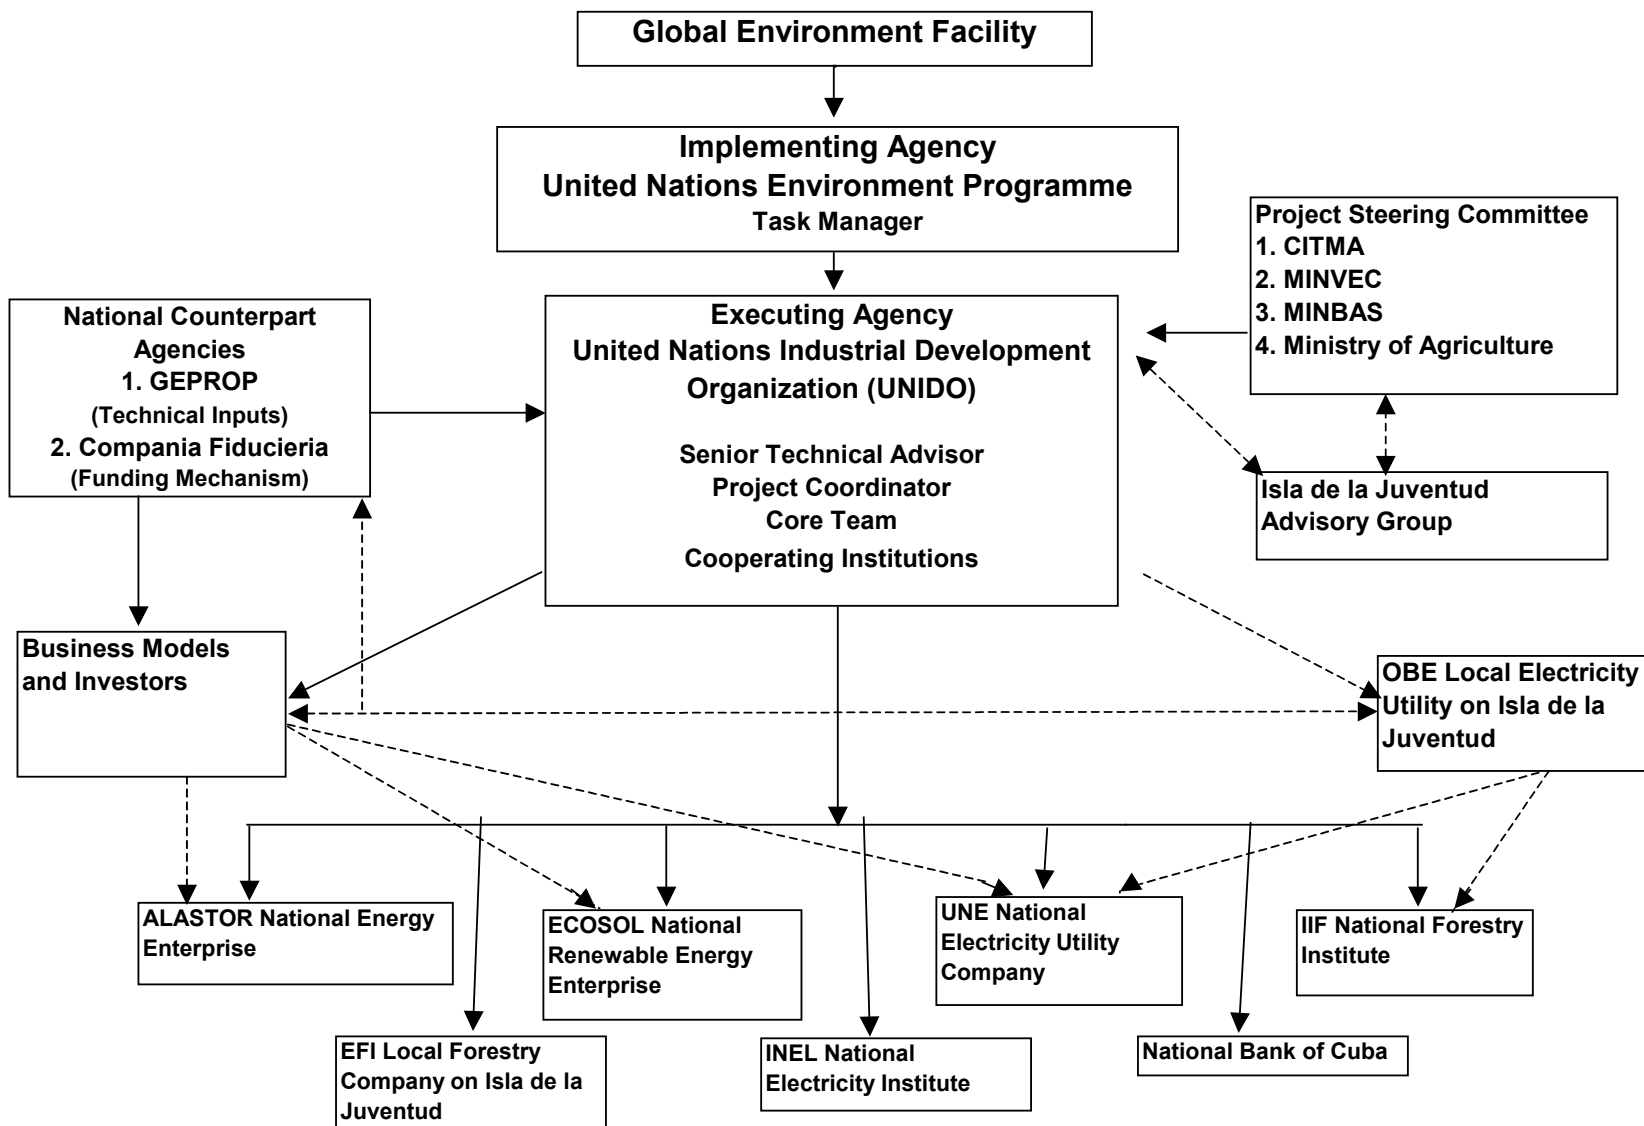 Global Environment Facility
Implementing Agency
United Nations Environment Programme
Task Manager
Project Steering Committee
1. CITMA
2. MINVEC
3. MINBAS
4. Ministry of Agriculture
National Counterpart
Agencies
1. GEPROP
(Technical Inputs)
2. Compania Fiducieria
(Funding Mechanism)
Executing Agency
United Nations Industrial Development
Organization (UNIDO)
Senior Technical Advisor
Project Coordinator
Core Team
Cooperating Institutions
Isla de la Juventud
Advisory Group
Business Models
and Investors
OBE Local Electricity
Utility on Isla de la
Juventud
ALASTOR National Energy
Enterprise
ECOSOL National
Renewable Energy
Enterprise
UNE National
Electricity Utility
Company
IIF National Forestry
Institute
EFI Local Forestry
Company on Isla de la
Juventud
INEL National
Electricity Institute
National Bank of Cuba